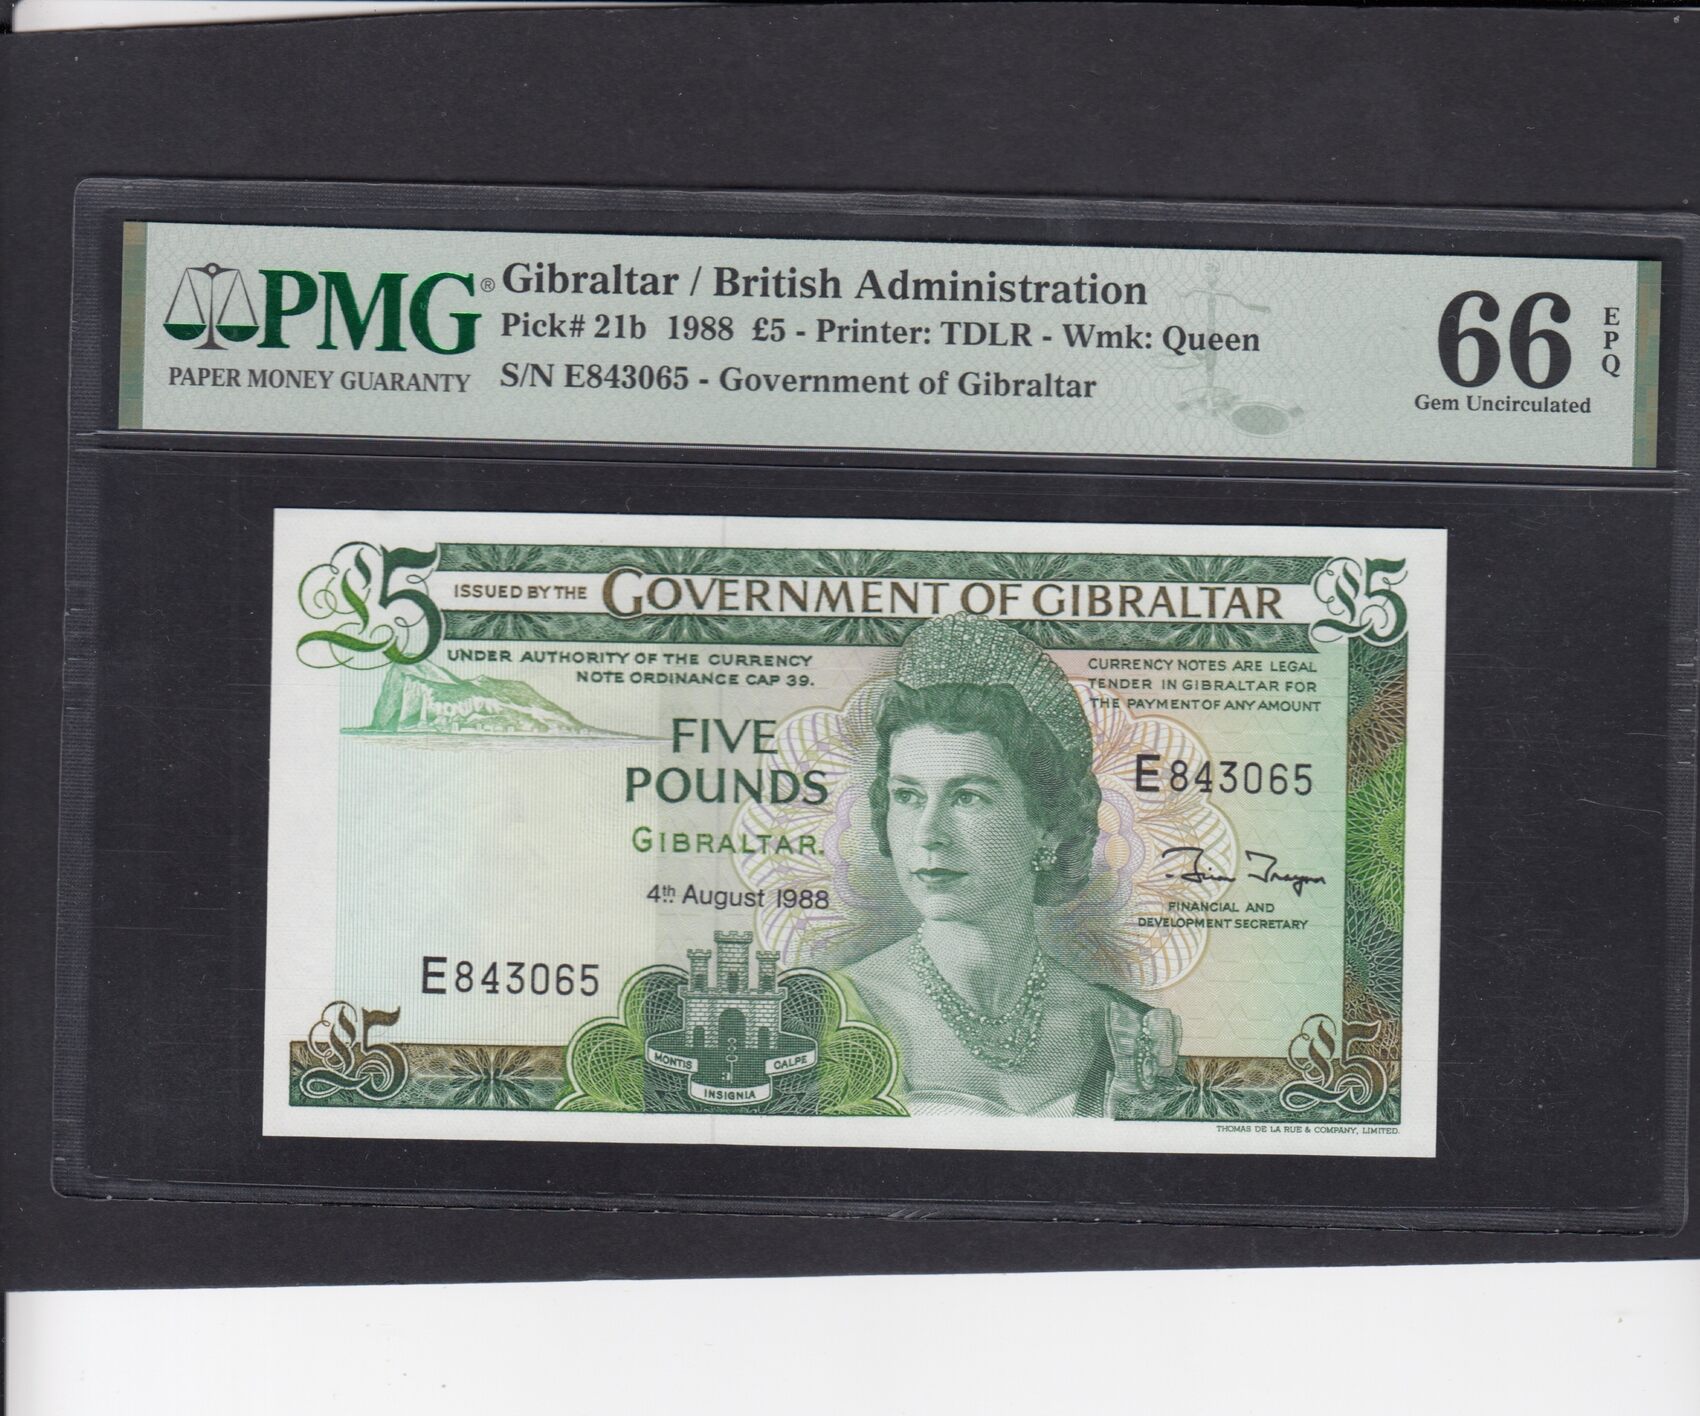 PMG®
PAPER MONEY GUARANTY
Gibraltar / British Administration
Pick# 21b 1988 £5 - Printer: TDLR - Wmk: Queen
S/N E843065 - Government of Gibraltar
66
EPQ
Gem Uncirculated
£5
ISSUED BY THE GOVERNMENT OF GIBRALTAR
£5
UNDER AUTHORITY OF THE CURRENCY
NOTE ORDINANCE CAP 39.
CURRENCY NOTES ARE LEGAL
TENDER IN GIBRALTAR FOR
THE PAYMENT OF ANY AMOUNT
FIVE
POUNDS
GIBRALTAR.
4th August 1988
E843065
FINANCIAL AND
DEVELOPMENT SECRETARY
E843065
£5
MONTIS
INSIGNIA
CALPE
£5
THOMAS DE LA RUE & COMPANY, LIMITED.